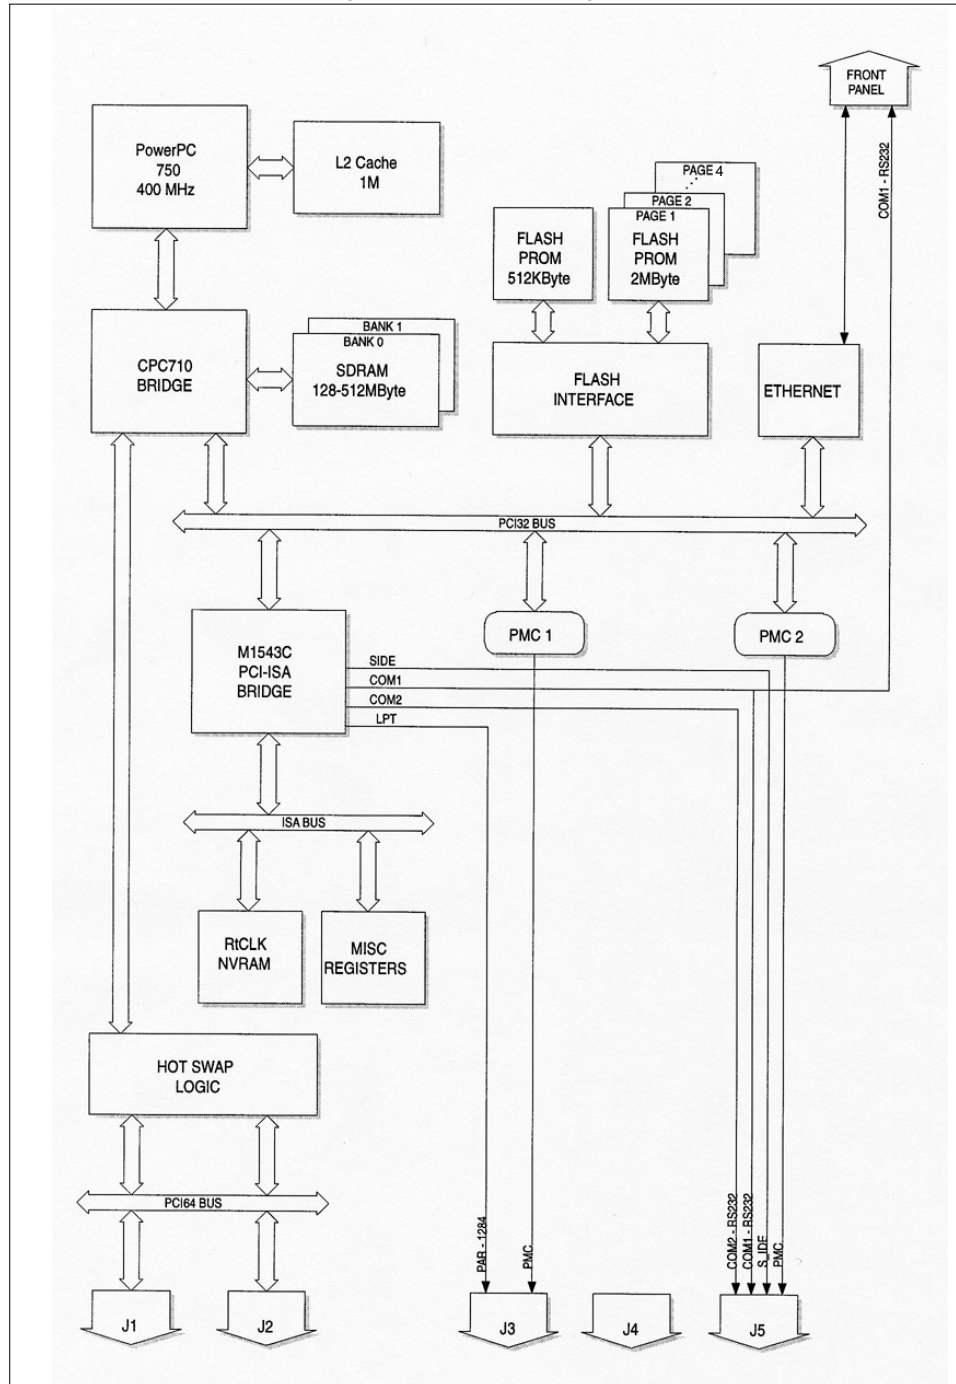 FRONT
PANEL
COM1 - RS232
PowerPC
750
400 MHz
L2 Cache
1M
PAGE 4
PAGE 2
PAGE 1
FLASH
PROM
512KByte
FLASH
PROM
2MByte
BANK 1
BANK 0
CPC710
BRIDGE
SDRAM
128-512MByte
FLASH
INTERFACE
ETHERNET
PCI32 BUS
M1543C
PCI-ISA
BRIDGE
PMC 1
PMC 2
SIDE
COM1
COM2
LPT
ISA BUS
RtCLK
NVRAM
MISC
REGISTERS
HOT SWAP
LOGIC
PCI64 BUS
PAR - 1284
PMC
COM2 - RS232
COM1 - RS232
S_IDE
PMC
J1
J2
J3
J4
J5